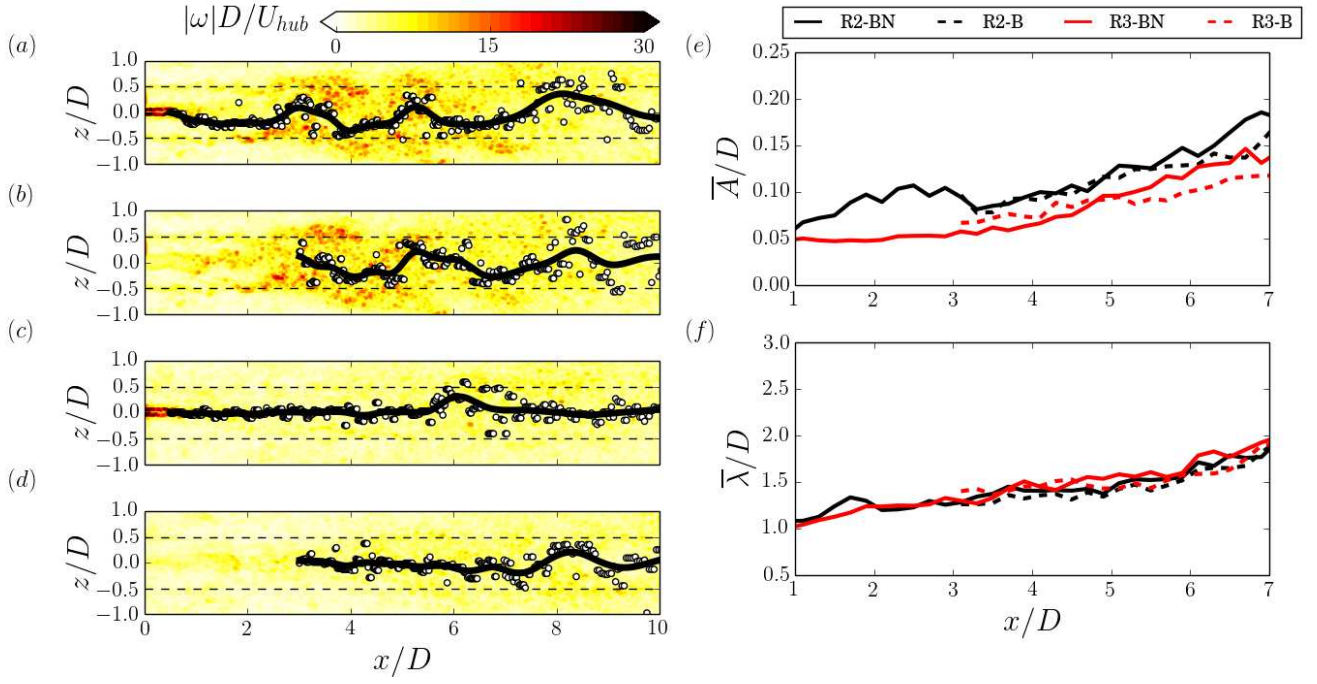 |ω|D/U_hub
0 15 30
(a)
1.0
0.5
0.0
−0.5
−1.0
z/D
(b)
1.0
0.5
0.0
−0.5
−1.0
z/D
(c)
1.0
0.5
0.0
−0.5
−1.0
z/D
(d)
1.0
0.5
0.0
−0.5
−1.0
z/D
0 2 4 6 8 10
x/D
R2-BN R2-B R3-BN R3-B
(e)
0.25
0.20
0.15
0.10
0.05
0.00
A̅/D
1 2 3 4 5 6 7
(f)
3.0
2.5
2.0
1.5
1.0
0.5
λ̅/D
1 2 3 4 5 6 7
x/D